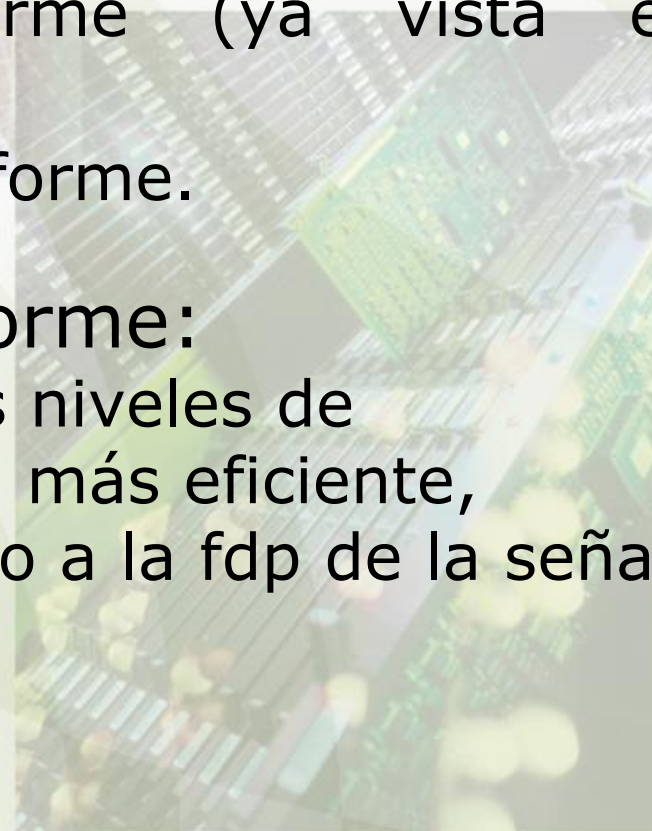 rme (ya vista e
forme.
orme:
s niveles de
más eficiente,
o a la fdp de la seña